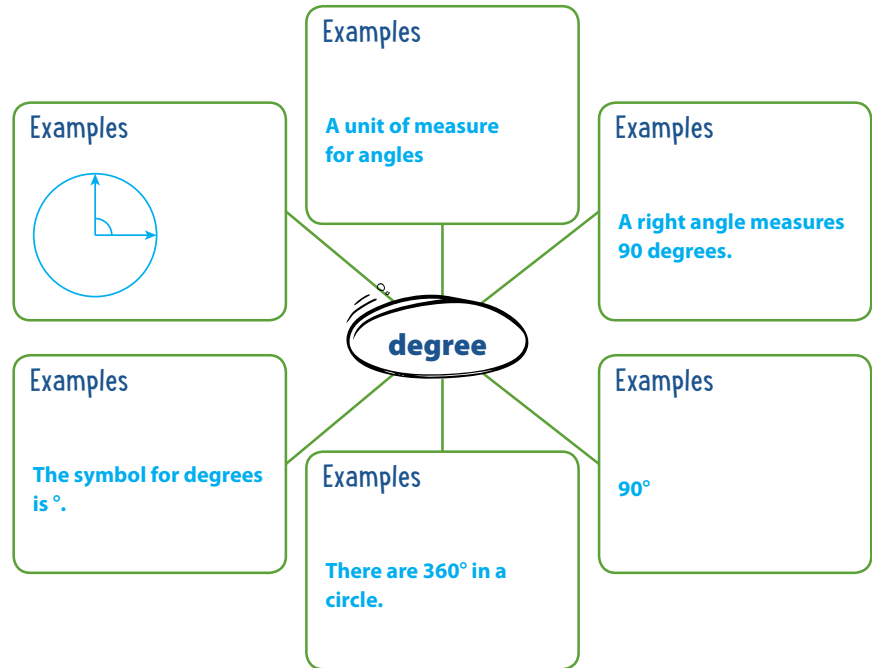 Examples
A unit of measure
for angles
Examples
Examples
A right angle measures
90 degrees.
degree
Examples
The symbol for degrees
is °.
Examples
There are 360° in a
circle.
Examples
90°